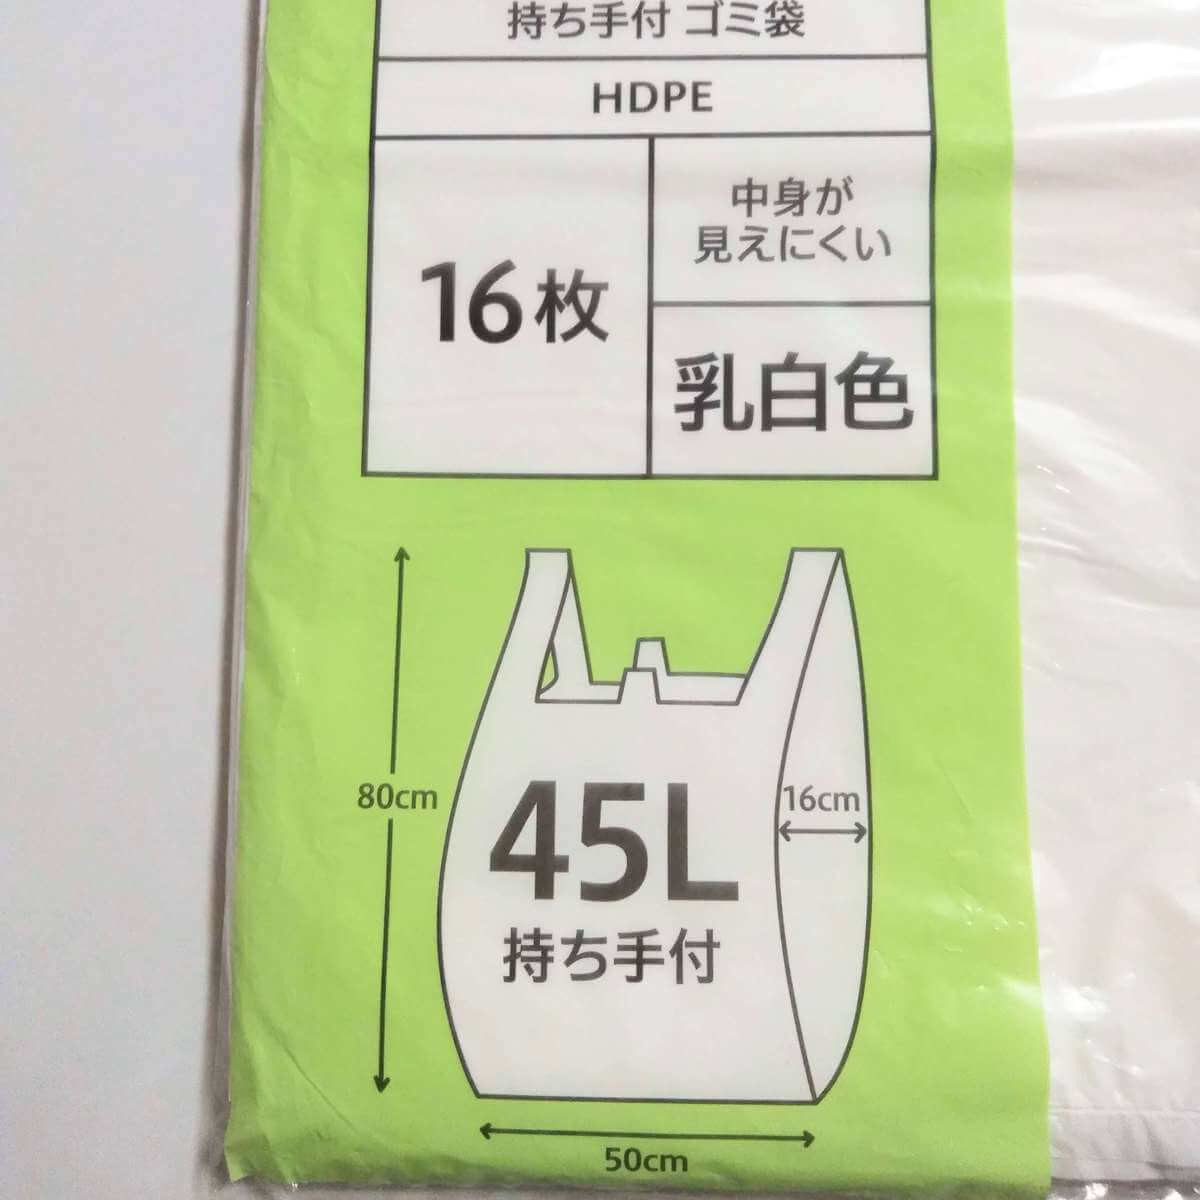 持ち手付 ゴミ袋
HDPE
16枚
中身が
見えにくい
乳白色
80cm
45L
持ち手付
16cm
50cm